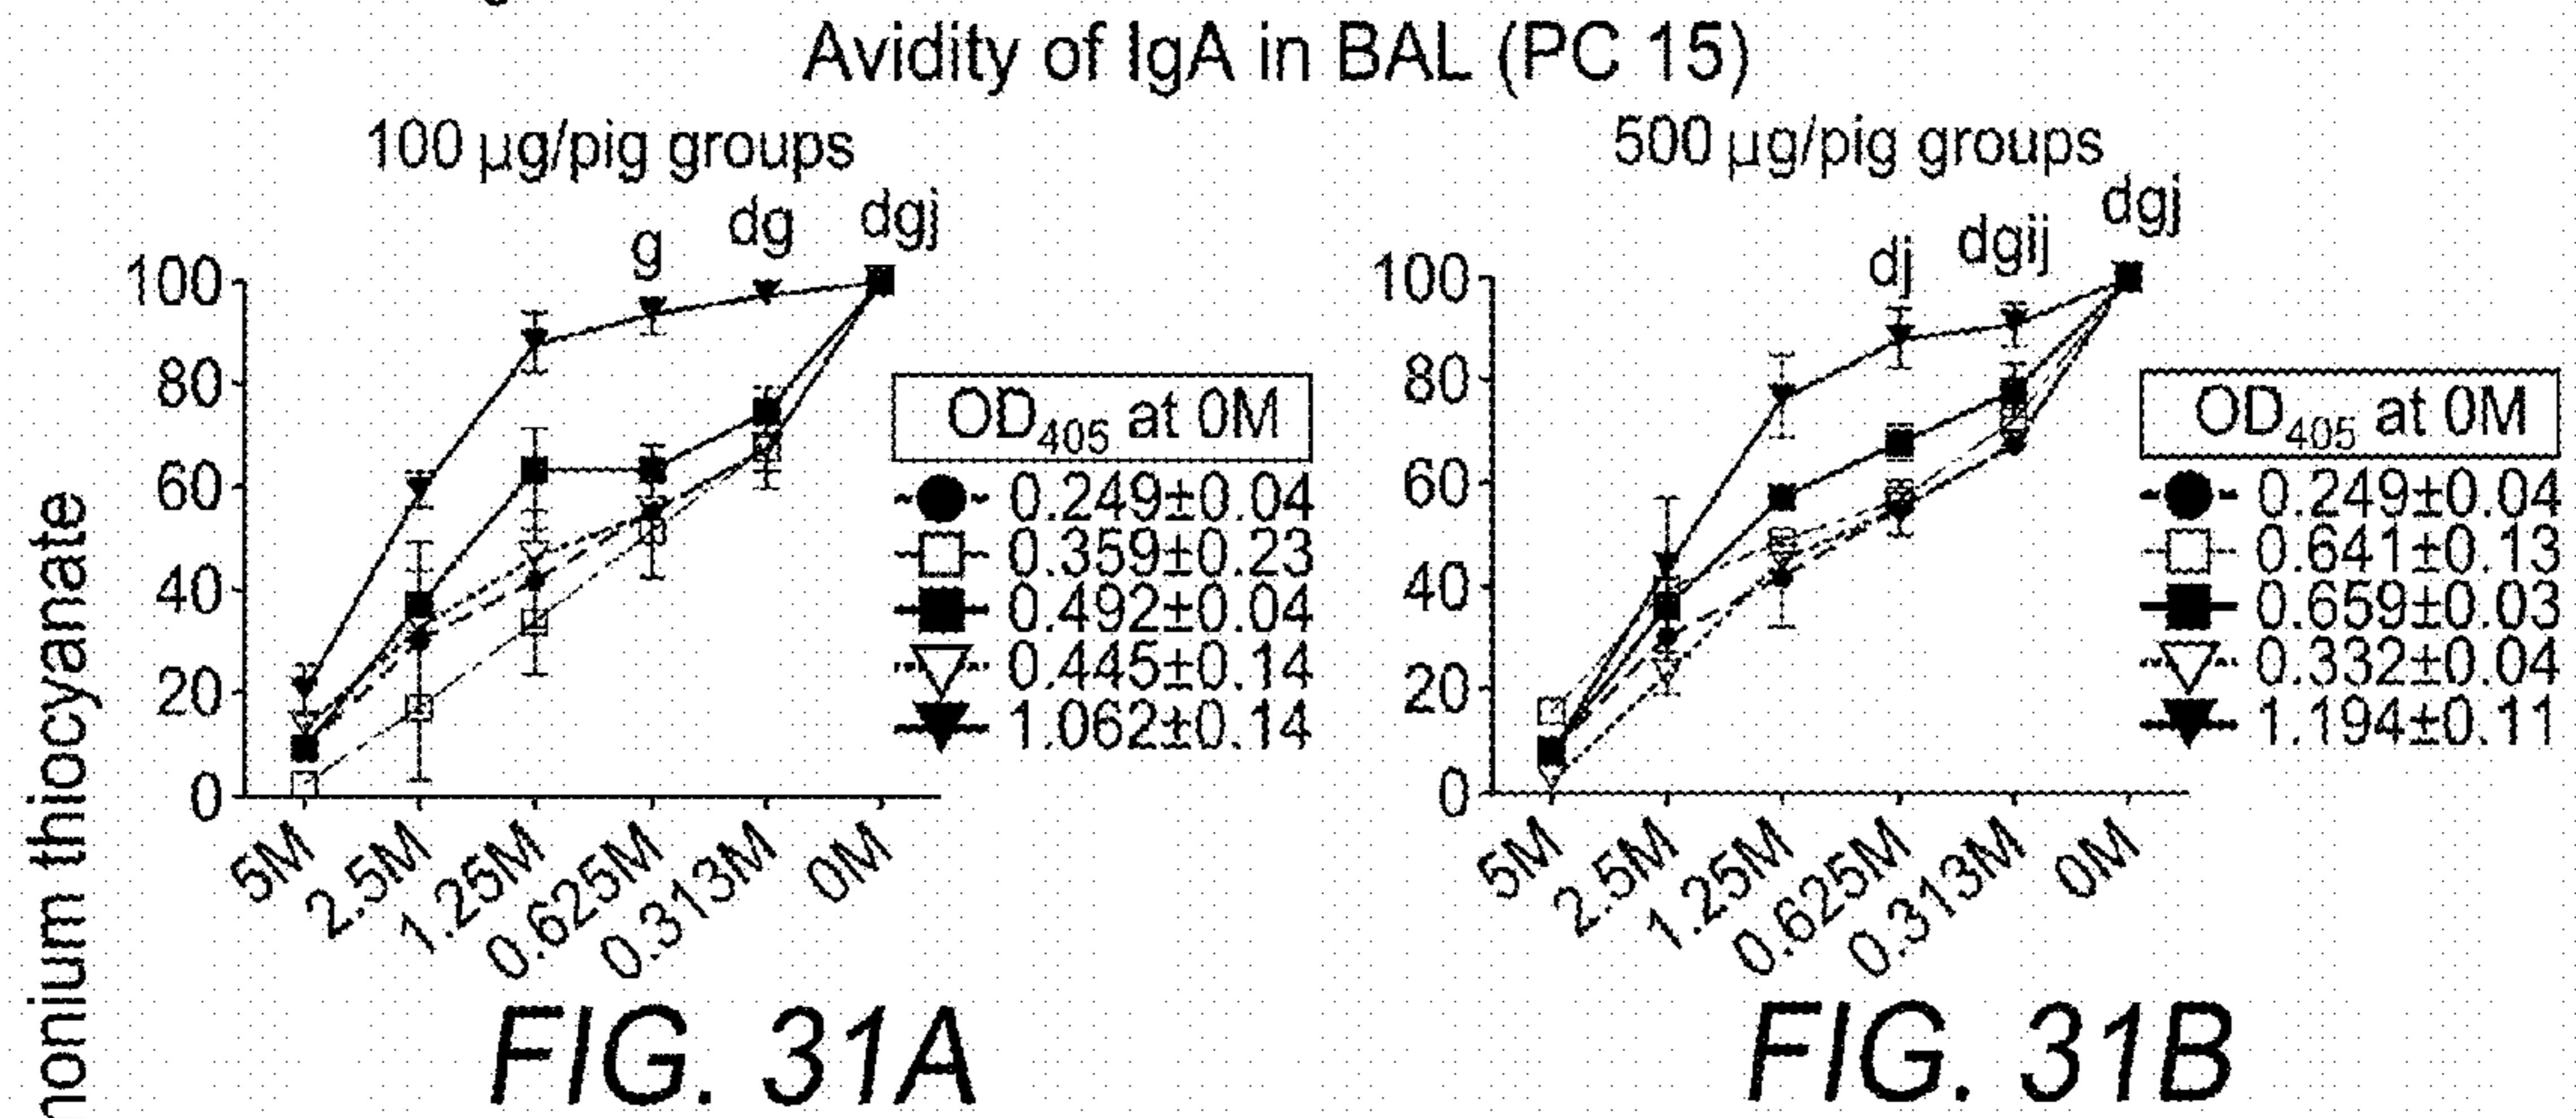 Avidity of IgA in BAL (PC 15)
100 µg/pig groups
g
dg
dgj
100
80
60
40
20
0
5M
2.5M
1.25M
0.625M
0.313M
0M
OD405 at 0M
0.249±0.04
0.359±0.23
0.492±0.04
0.445±0.14
1.062±0.14
FIG. 31A
500 µg/pig groups
dj
dgij
dgj
100
80
60
40
20
0
5M
2.5M
1.25M
0.625M
0.313M
0M
OD405 at 0M
0.249±0.04
0.641±0.13
0.659±0.03
0.332±0.04
1.194±0.11
FIG. 31B
thiocyanate